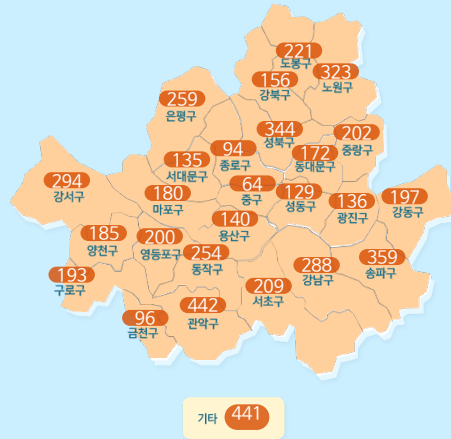 221
도봉구
323
노원구
156
강북구
259
은평구
344
성북구
202
중랑구
94
종로구
172
동대문구
135
서대문구
294
강서구
180
마포구
64
중구
129
성동구
136
광진구
197
강동구
140
용산구
185
양천구
200
영등포구
254
동작구
359
송파구
288
강남구
193
구로구
209
서초구
442
관악구
96
금천구
기타 441